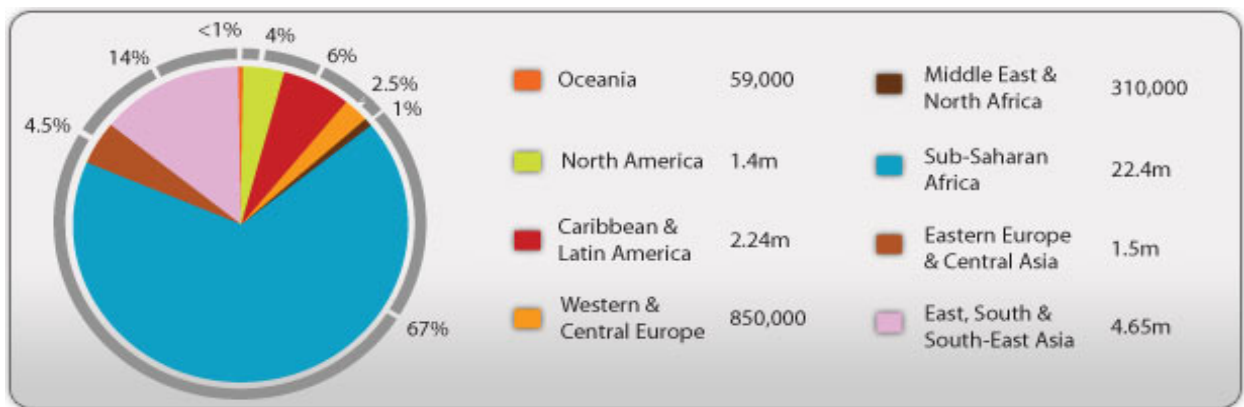 <1%
4%
6%
2.5%
1%
67%
4.5%
14%
Oceania 59,000
North America 1.4m
Caribbean &
Latin America 2.24m
Western &
Central Europe 850,000
Middle East &
North Africa 310,000
Sub-Saharan
Africa 22.4m
Eastern Europe
& Central Asia 1.5m
East, South &
South-East Asia 4.65m